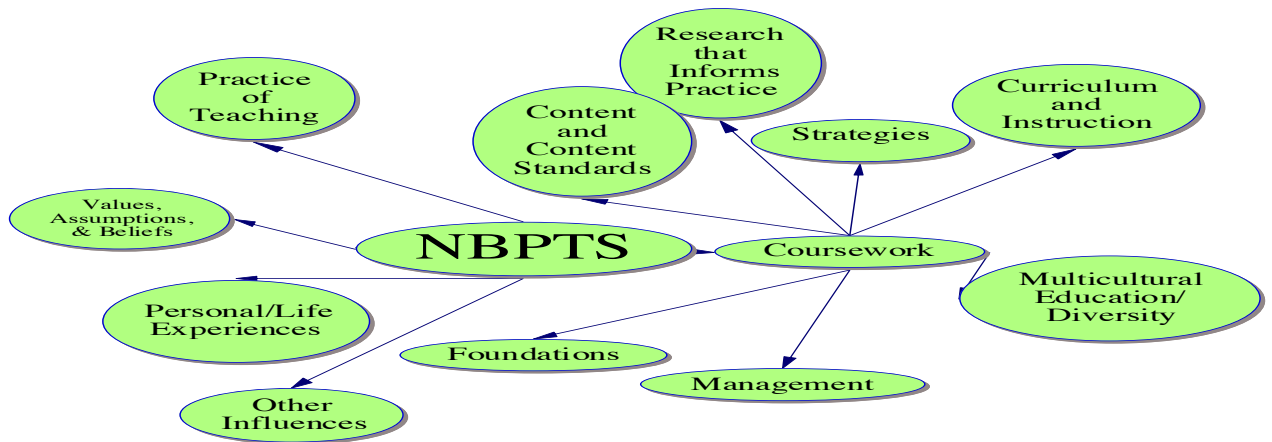 Research
that
Informs
Practice
Practice
of
Teaching
Content
and
Content
Standards
Strategies
Curriculum
and
Instruction
Values,
Assumptions,
& Beliefs
NBPTS
Coursework
Multicultural
Education/
Diversity
Personal/Life
Experiences
Foundations
Management
Other
Influences